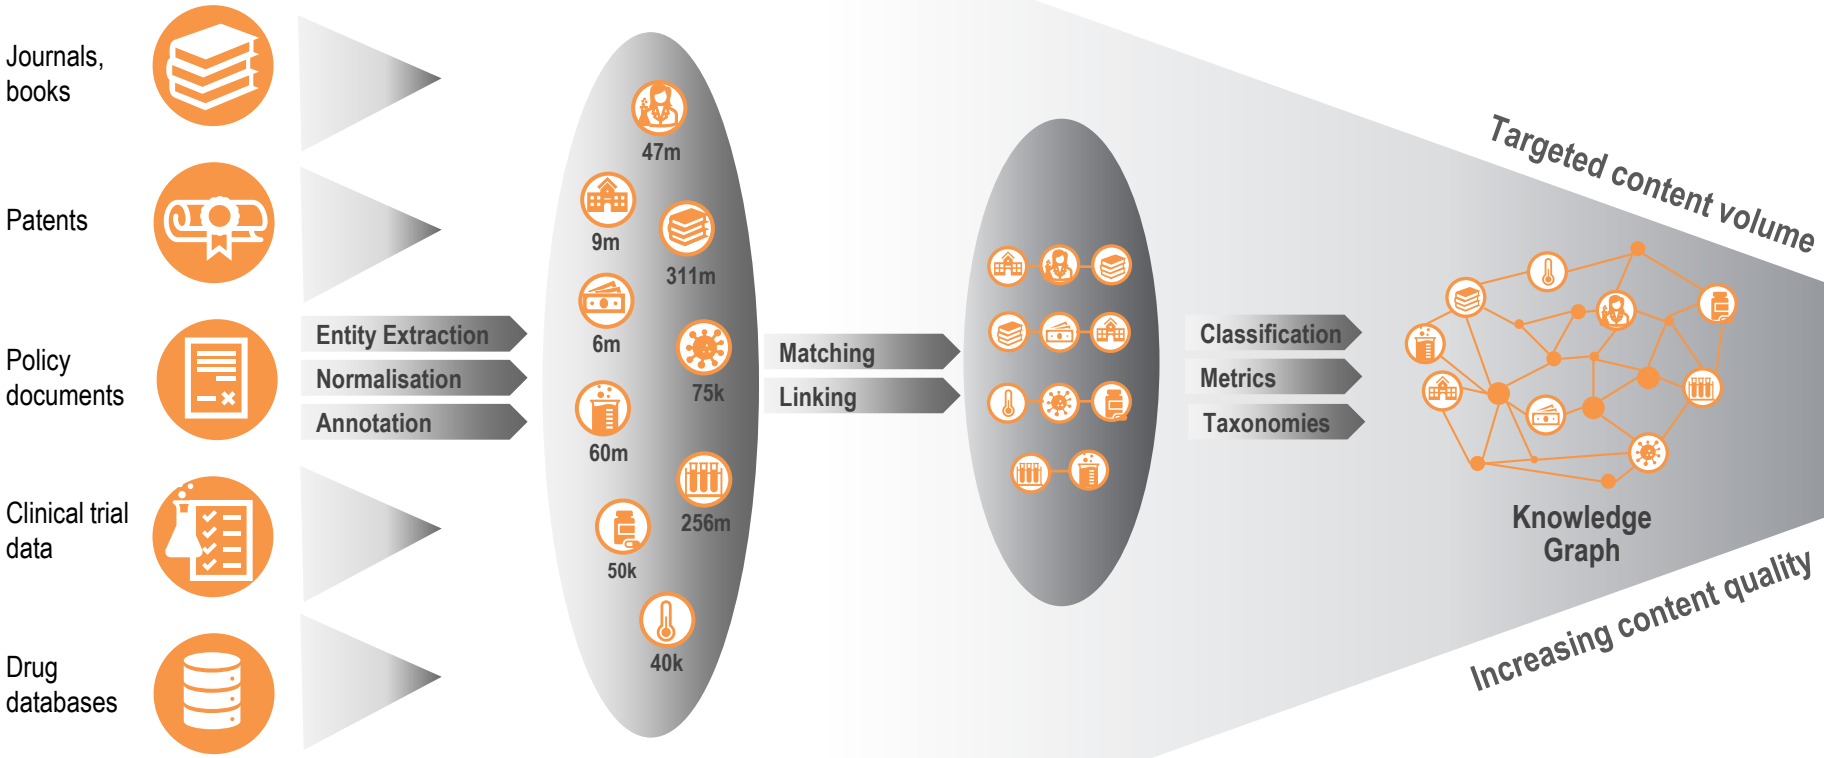 Journals,
books
Patents
Policy
documents
Clinical trial
data
Drug
databases
Entity Extraction
Normalisation
Annotation
47m
9m
311m
6m
75k
60m
256m
50k
40k
Matching
Linking
Classification
Metrics
Taxonomies
Targeted content volume
Knowledge
Graph
Increasing content quality